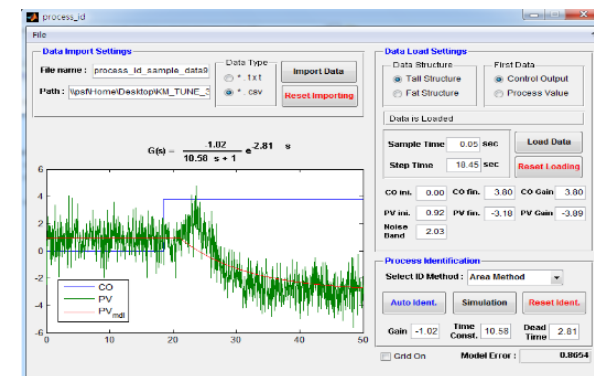 process_id
File
Data Import Settings
File name : process_id_sample_data9
Path : \\psf\Home\Desktop\KM_TUNE_S
Data Type
*. txt
*. csv
Import Data
Reset Importing
G(s) = -1.02 / 10.58 s + 1 e -2.81 s
6
4
2
0
-2
-4
-6
0 10 20 30 40 50
CO
PV
PVmdl
Data Load Settings
Data Structure
Tall Structure
Fat Structure
First Data
Control Output
Process Value
Data is Loaded
Sample Time 0.05 sec
Load Data
Step Time 18.45 sec
Reset Loading
CO ini. 0.00 CO fin. 3.80 CO Gain 3.80
PV ini. 0.92 PV fin. -3.18 PV Gain -3.89
Noise Band 2.03
Process Identification
Select ID Method : Area Method
Auto Ident.
Simulation
Reset Ident.
Gain -1.02 Time Const. 10.58 Dead Time 2.81
Grid On
Model Error : 0.8654